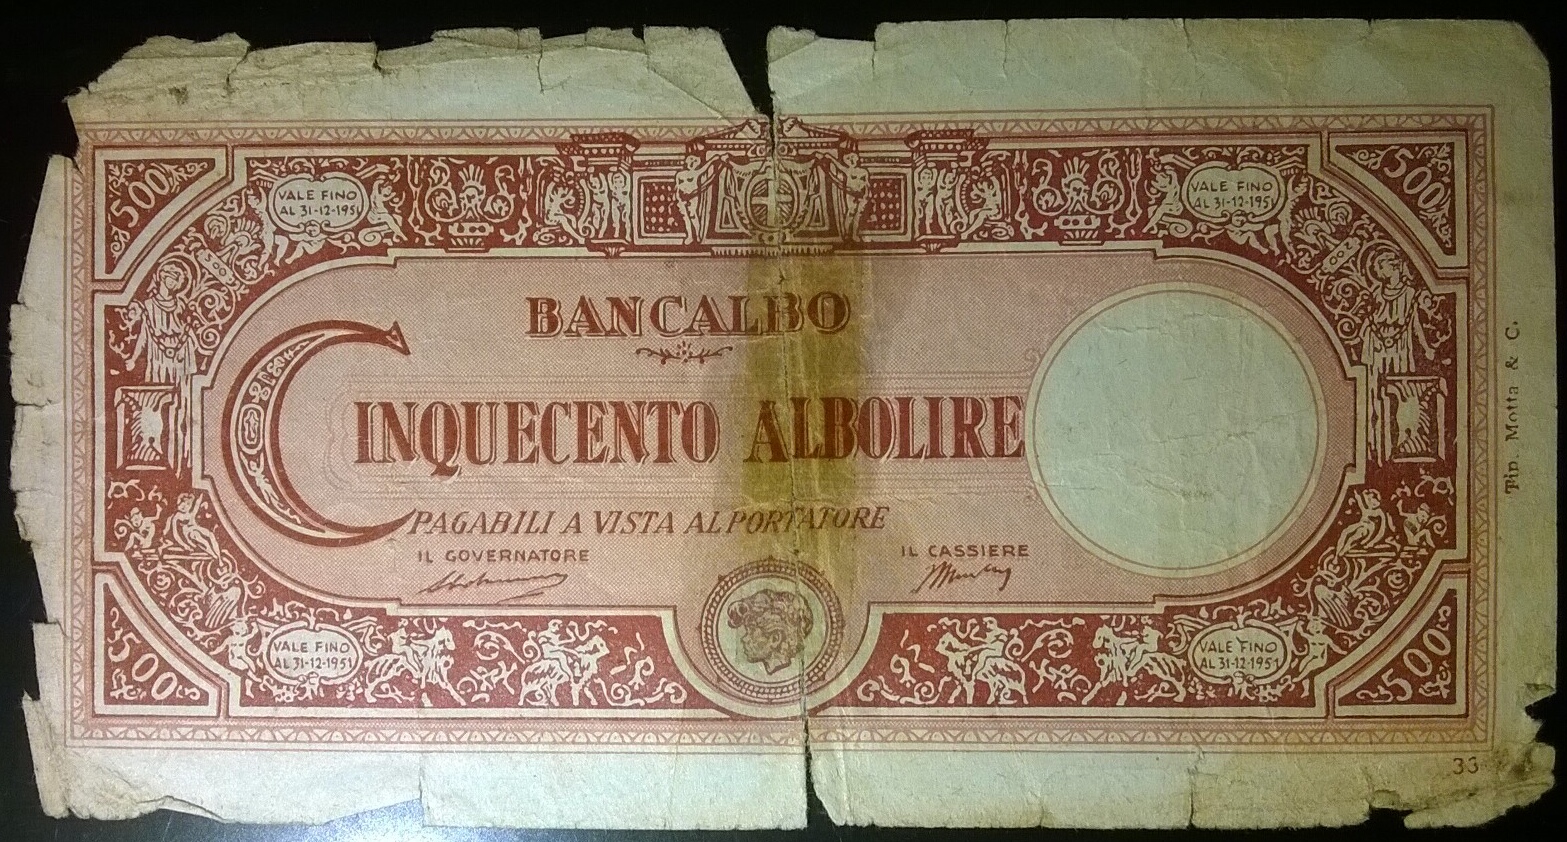 500
VALE FINO
AL 31-12-1951
VALE FINO
AL 31-12-1951
500
BANCALBO
CINQUECENTO ALBOLIRE
PAGABILI A VISTA AL PORTATORE
IL GOVERNATORE
IL CASSIERE
500
VALE FINO
AL 31-12-1951
VALE FINO
AL 31-12-1951
500
Tip. Motta & C.
33